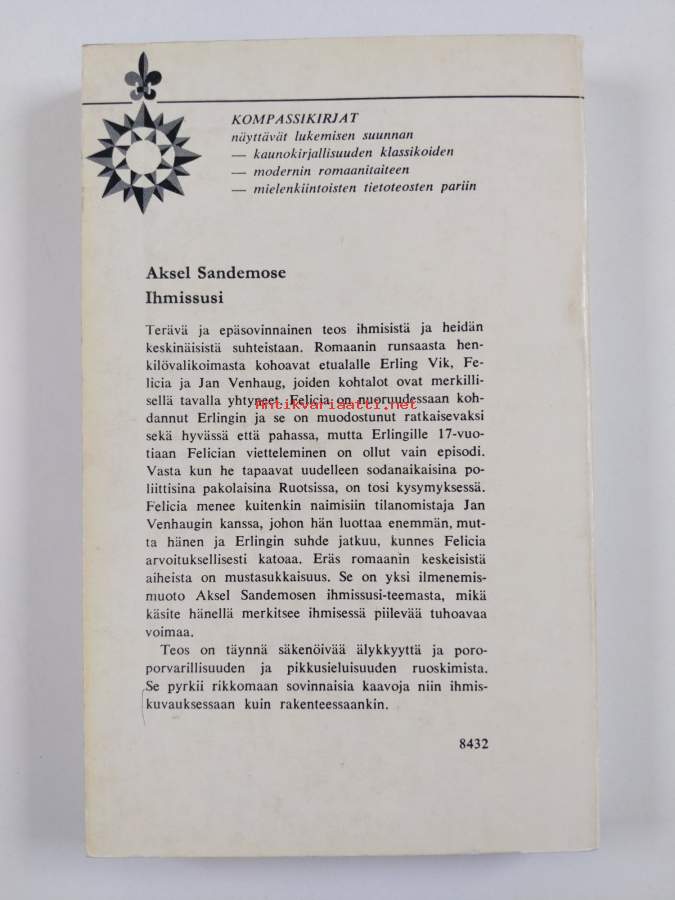 KOMPASSIKIRJAT
näyttävät lukemisen suunnan
— kaunokirjallisuuden klassikoiden
— modernin romaanitaiteen
— mielenkiintoisten tietoteosten pariin
Aksel Sandemose
Ihmissusi
Terävä ja epäsovinnainen teos ihmisistä ja heidän
keskinäisistä suhteistaan. Romaanin runsaasta hen-
kilövalikoimasta kohoavat etualalle Erling Vik, Fe-
licia ja Jan Venhaug, joiden kohtalot ovat merkilli-
sellä tavalla yhtyneet. Felicia on nuoruudessaan koh-
Antikvariaatti.net
dannut Erlingin ja se on muodostunut ratkaisevaksi
sekä hyvässä että pahassa, mutta Erlingille 17-vuo-
tiaan Felician vietteleminen on ollut vain episodi.
Vasta kun he tapaavat uudelleen sodanaikaisina po-
liittisina pakolaisina Ruotsissa, on tosi kysymyksessä.
Felicia menee kuitenkin naimisiin tilanomistaja Jan
Venhaugin kanssa, johon hän luottaa enemmän, mut-
ta hänen ja Erlingin suhde jatkuu, kunnes Felicia
arvoituksellisesti katoaa. Eräs romaanin keskeisistä
aiheista on mustasukkaisuus. Se on yksi ilmenemis-
muoto Aksel Sandemosen ihmissusi-teemasta, mikä
käsite hänellä merkitsee ihmisessä piilevää tuhoavaa
voimaa.
Teos on täynnä säkenöivää älykkyyttä ja poro-
porvarillisuuden ja pikkusieluisuuden ruoskimista.
Se pyrkii rikkomaan sovinnaisia kaavoja niin ihmis-
kuvauksessaan kuin rakenteessaankin.
8432